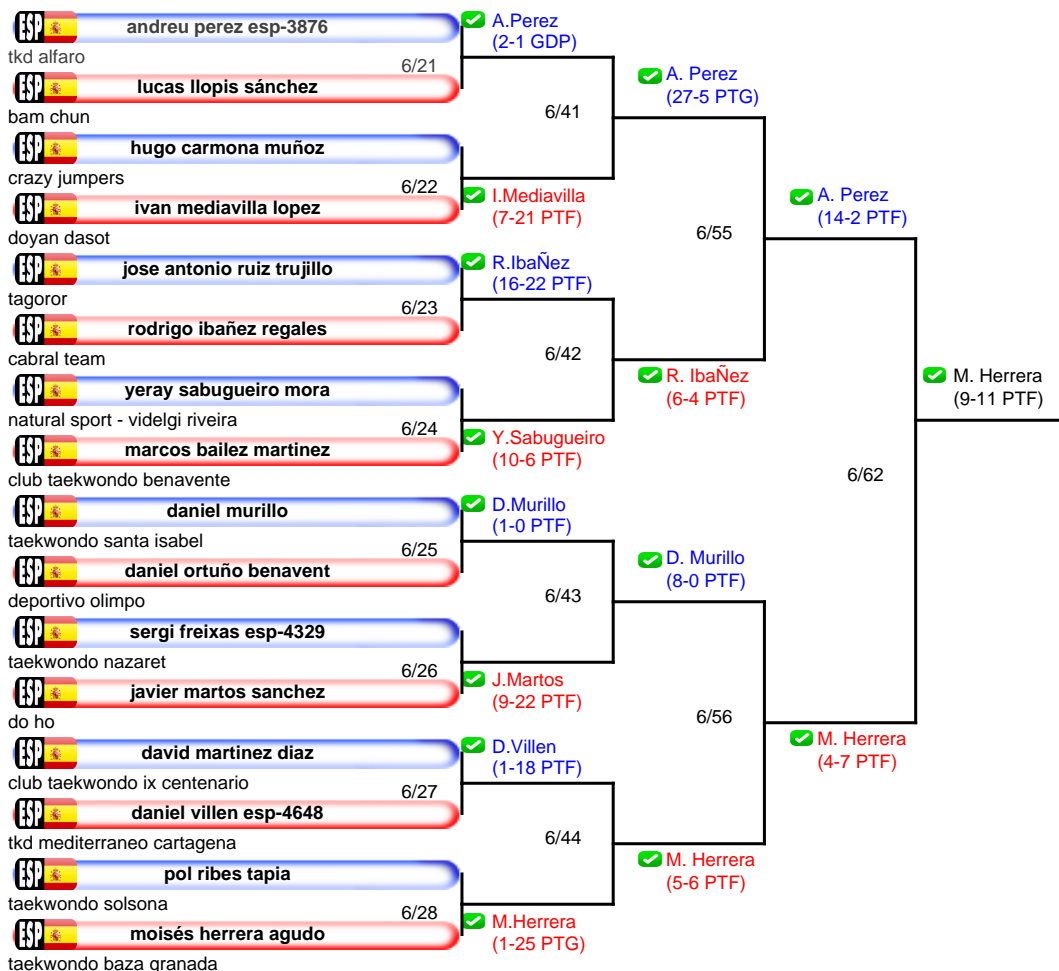 ESP andreu perez esp-3876
tkd alfaro
6/21
ESP lucas llopis sánchez
bam chun
A.Perez
(2-1 GDP)
ESP hugo carmona muñoz
crazy jumpers
6/22
ESP ivan mediavilla lopez
doyan dasot
I.Mediavilla
(7-21 PTF)
6/41
A. Perez
(27-5 PTG)
ESP jose antonio ruiz trujillo
tagoror
6/23
ESP rodrigo ibañez regales
cabral team
R.IbaÑez
(16-22 PTF)
ESP yeray sabugueiro mora
natural sport - videlgi riveira
6/24
ESP marcos bailez martinez
club taekwondo benavente
Y.Sabugueiro
(10-6 PTF)
6/42
R. IbaÑez
(6-4 PTF)
6/55
A. Perez
(14-2 PTF)
ESP daniel murillo
taekwondo santa isabel
6/25
ESP daniel ortuño benavent
deportivo olimpo
D.Murillo
(1-0 PTF)
ESP sergi freixas esp-4329
taekwondo nazaret
6/26
ESP javier martos sanchez
do ho
J.Martos
(9-22 PTF)
6/43
D. Murillo
(8-0 PTF)
ESP david martinez diaz
club taekwondo ix centenario
6/27
ESP daniel villen esp-4648
tkd mediterraneo cartagena
D.Villen
(1-18 PTF)
ESP pol ribes tapia
taekwondo solsona
6/28
ESP moisés herrera agudo
taekwondo baza granada
M.Herrera
(1-25 PTG)
6/44
M. Herrera
(5-6 PTF)
6/56
M. Herrera
(4-7 PTF)
6/62
M. Herrera
(9-11 PTF)